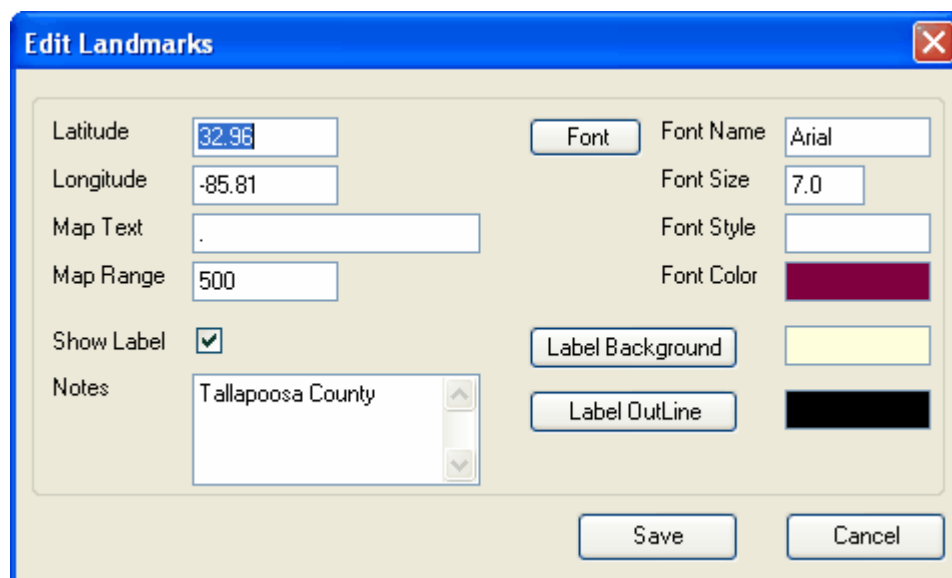 Edit Landmarks
Latitude 32.96 Font Font Name Arial
Longitude -85.81 Font Size 7.0
Map Text . Font Style
Map Range 500 Font Color
Show Label Label Background
Notes Tallapoosa County Label OutLine
Save Cancel